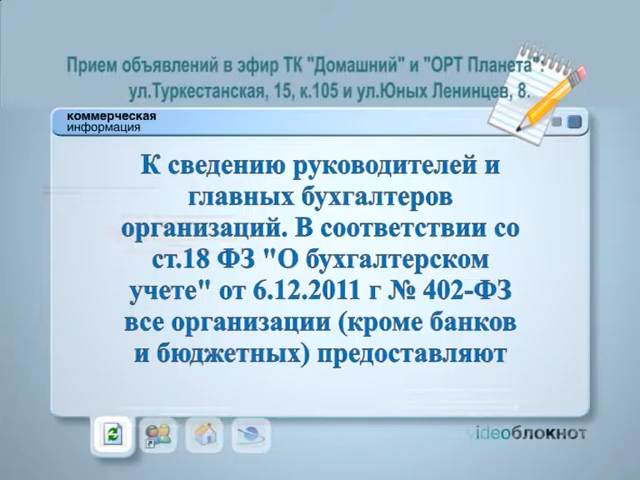 Прием объявлений в эфир ТК "Домашний" и "ОРТ Планета":
ул.Туркестанская, 15, к.105 и ул.Юных Ленинцев, 8.
коммерческая
информация
К сведению руководителей и
главных бухгалтеров
организаций. В соответствии со
ст.18 ФЗ "О бухгалтерском
учете" от 6.12.2011 г № 402-ФЗ
все организации (кроме банков
и бюджетных) предоставляют
videoблокнот